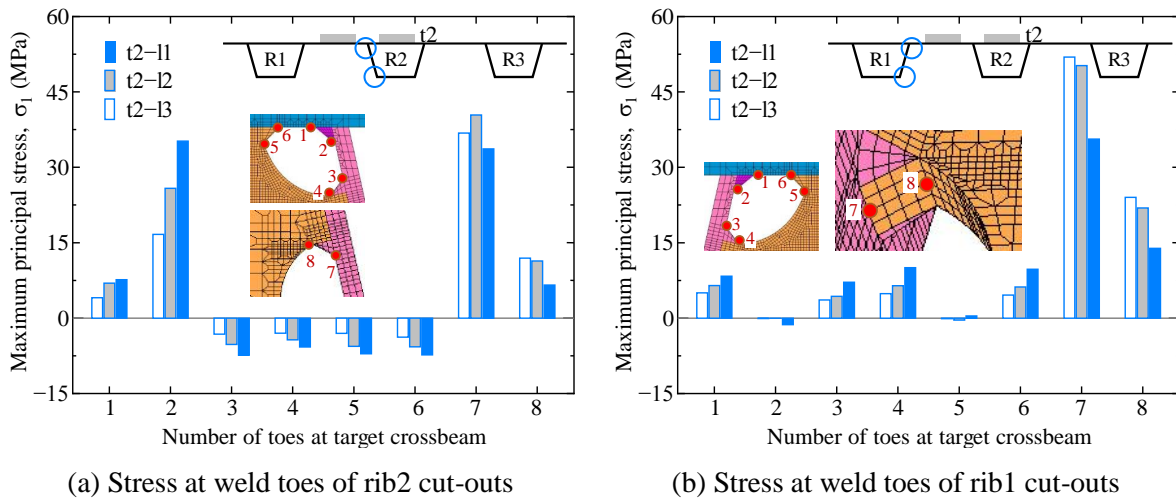 Maximum principal stress, σ1 (MPa)
60
45
30
15
0
−15
t2−l1
t2−l2
t2−l3
t2
R1
R2
R3
6
1
5
2
3
4
8
7
1 2 3 4 5 6 7 8
Number of toes at target crossbeam
(a) Stress at weld toes of rib2 cut-outs
Maximum principal stress, σ1 (MPa)
60
45
30
15
0
−15
t2−l1
t2−l2
t2−l3
t2
R1
R2
R3
1
6
2
5
3
4
8
7
1 2 3 4 5 6 7 8
Number of toes at target crossbeam
(b) Stress at weld toes of rib1 cut-outs